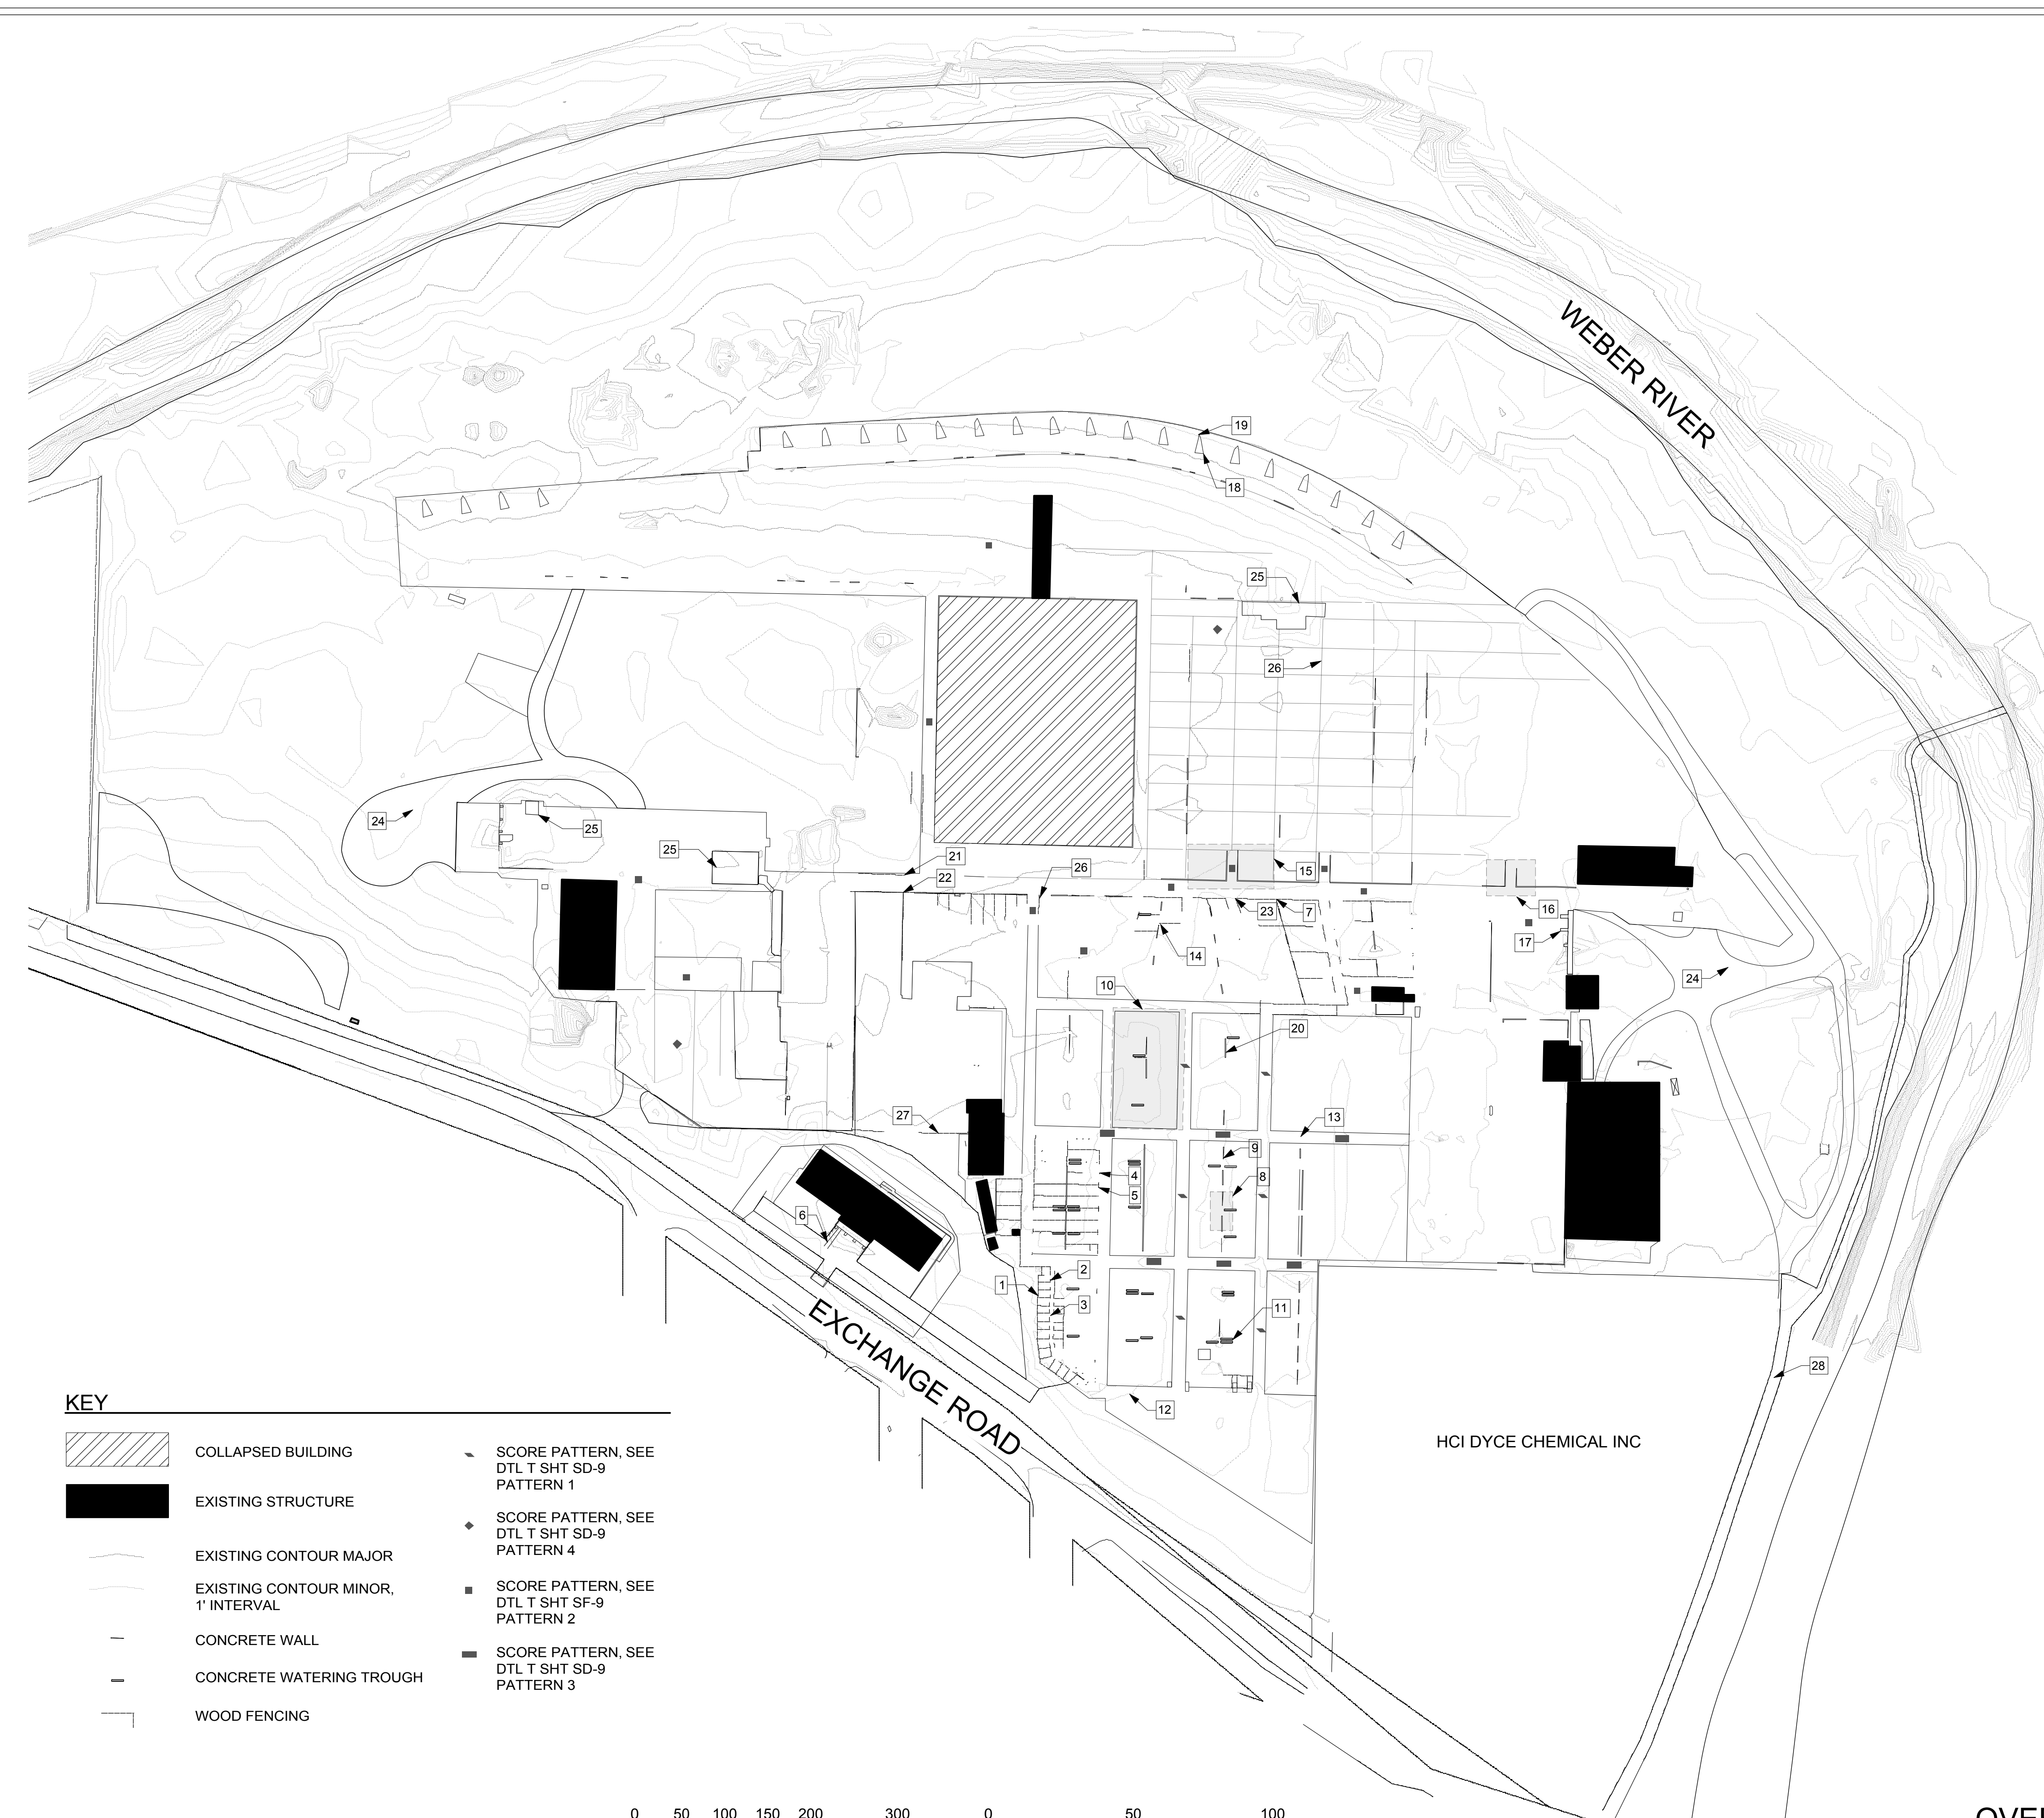 WEBER RIVER
19
18
25
26
24
25
25
21
22
26
15
23
7
16
17
14
10
24
20
27
13
9
8
4
5
6
1
2
3
11
12
28
EXCHANGE ROAD
HCI DYCE CHEMICAL INC
KEY
COLLAPSED BUILDING
EXISTING STRUCTURE
EXISTING CONTOUR MAJOR
EXISTING CONTOUR MINOR,
1' INTERVAL
CONCRETE WALL
CONCRETE WATERING TROUGH
WOOD FENCING
SCORE PATTERN, SEE
DTL T SHT SD-9
PATTERN 1
SCORE PATTERN, SEE
DTL T SHT SD-9
PATTERN 4
SCORE PATTERN, SEE
DTL T SHT SF-9
PATTERN 2
SCORE PATTERN, SEE
DTL T SHT SD-9
PATTERN 3
0 50 100 150 200 300
0 50 100